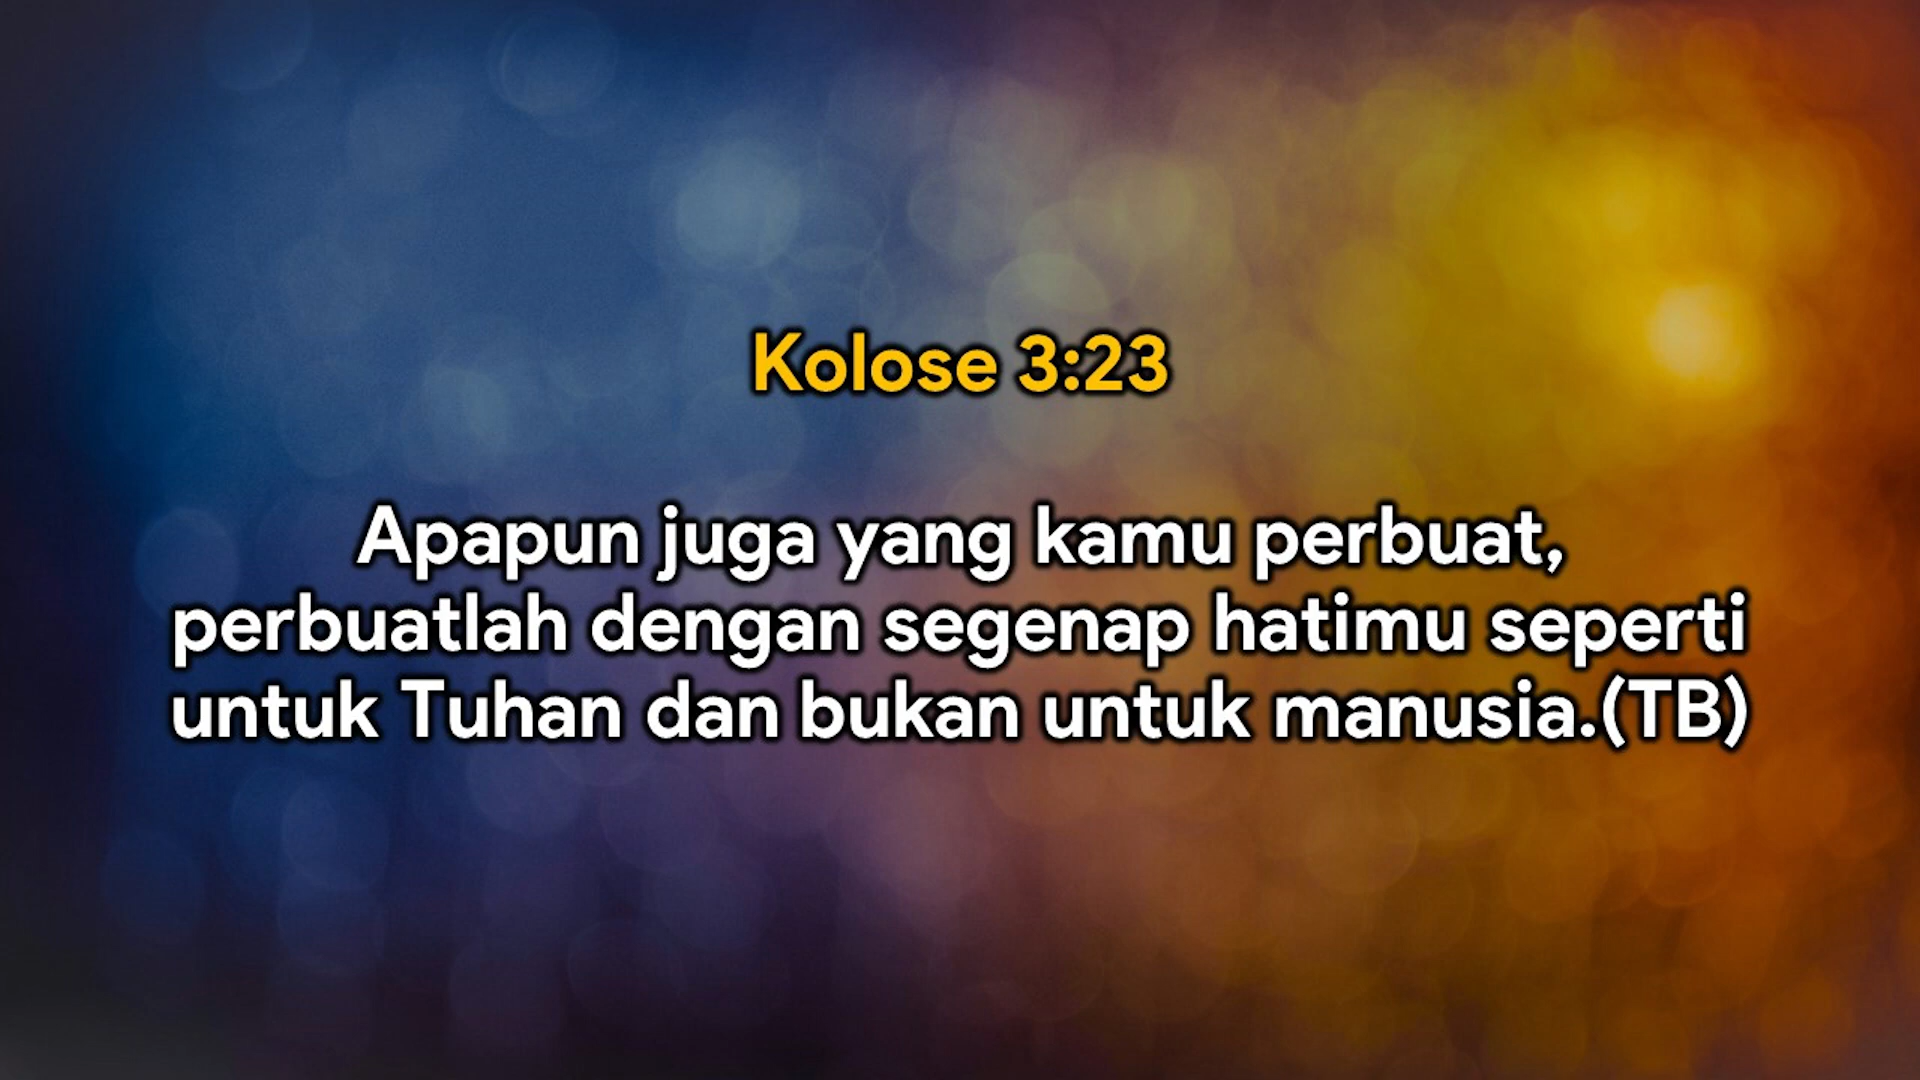 Kolose 3:23
Apapun juga yang kamu perbuat,
perbuatlah dengan segenap hatimu seperti
untuk Tuhan dan bukan untuk manusia.(TB)